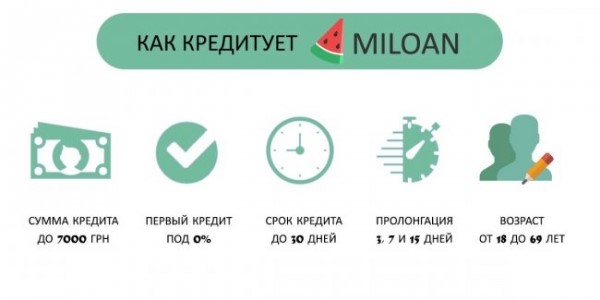 КАК КРЕДИТУЕТ MILOAN
СУММА КРЕДИТА
ДО 7000 ГРН
ПЕРВЫЙ КРЕДИТ
ПОД 0%
СРОК КРЕДИТА
ДО 30 ДНЕЙ
ПРОЛОНГАЦИЯ
3, 7 И 15 ДНЕЙ
ВОЗРАСТ
ОТ 18 ДО 69 ЛЕТ